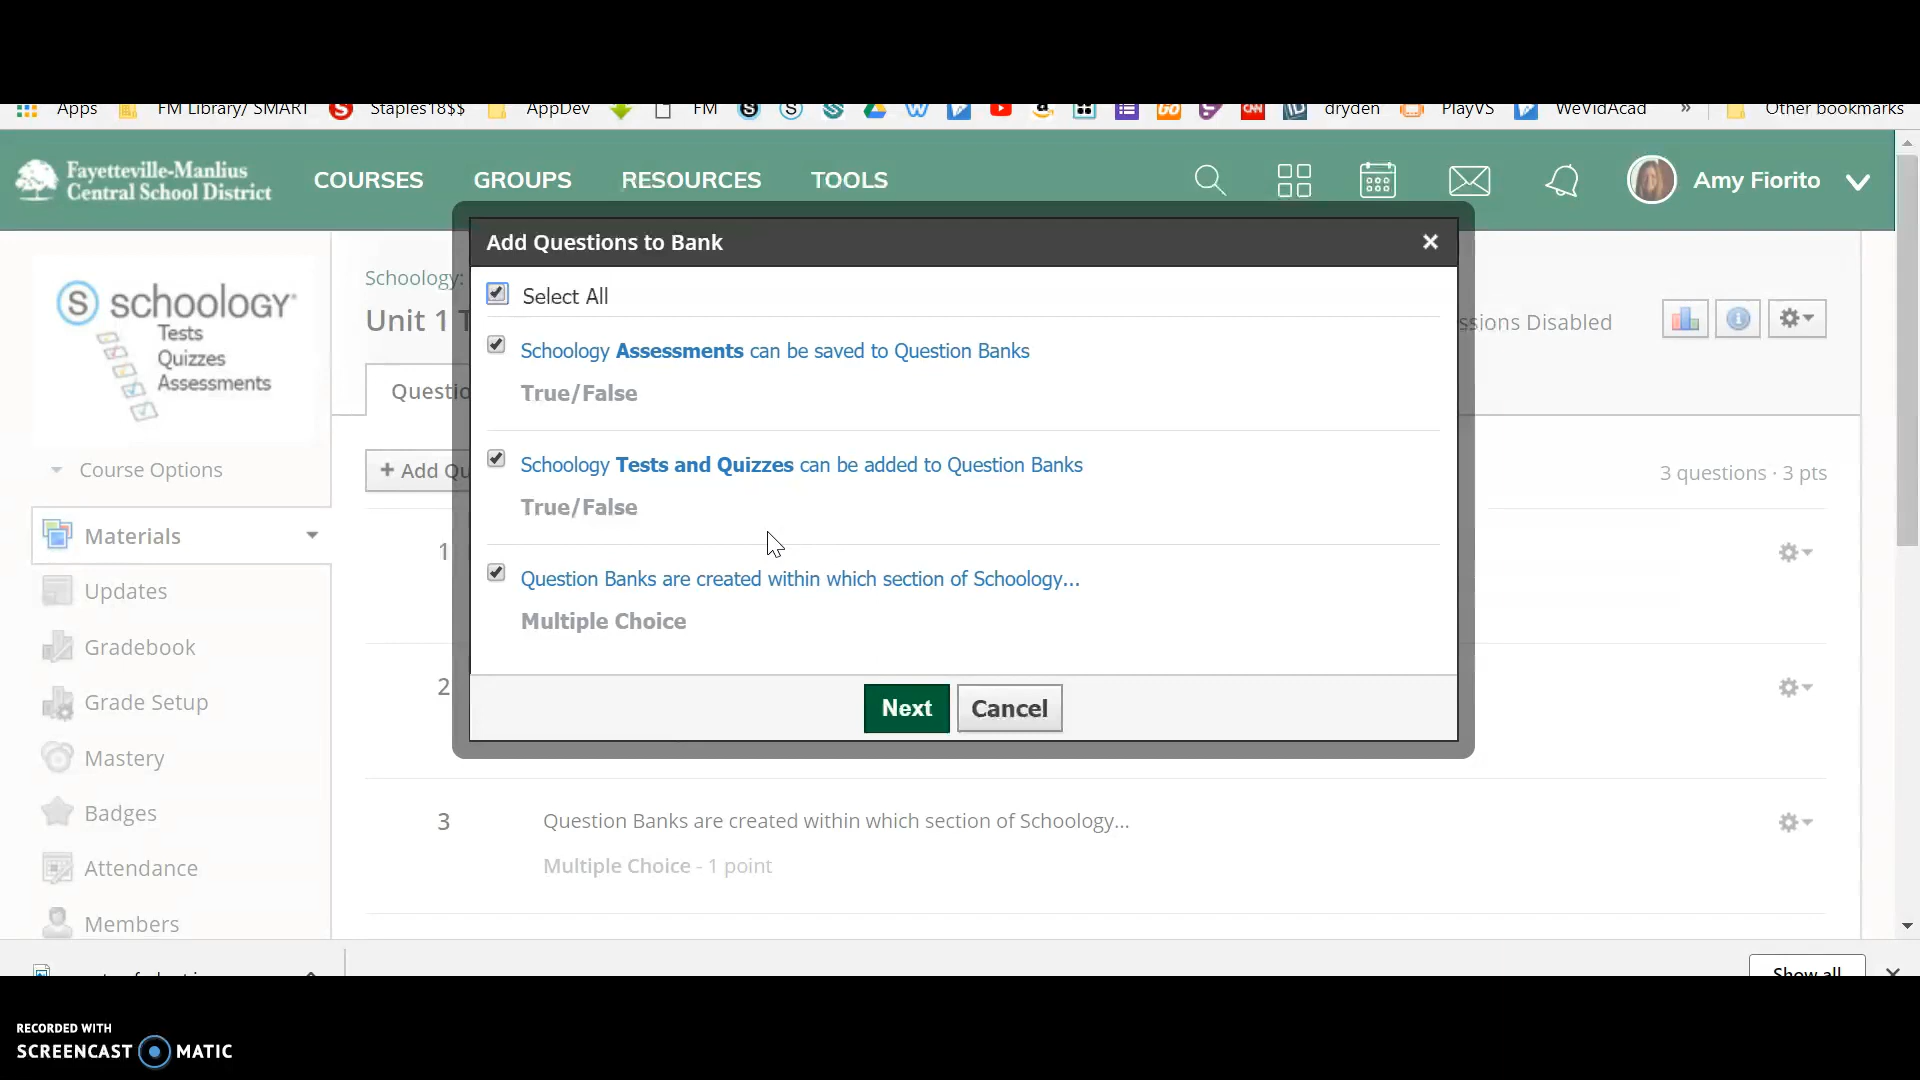 Apps FM Library/ SMART Staples18$$ AppDev FM dryden PlayVS WeVidAcad » Other bookmarks
Fayetteville-Manlius
Central School District
COURSES GROUPS RESOURCES TOOLS Amy Fiorito
Add Questions to Bank
Select All
Schoology Assessments can be saved to Question Banks
True/False
Schoology Tests and Quizzes can be added to Question Banks
True/False
Question Banks are created within which section of Schoology...
Multiple Choice
Next Cancel
schoology
Tests
Quizzes
Assessments
Course Options
Materials
Updates
Gradebook
Grade Setup
Mastery
Badges
Attendance
Members
Schoology:
Unit 1
Disabled
+ Add
3 questions · 3 pts
1
2
3 Question Banks are created within which section of Schoology...
Multiple Choice - 1 point
Show all
RECORDED WITH
SCREENCAST MATIC